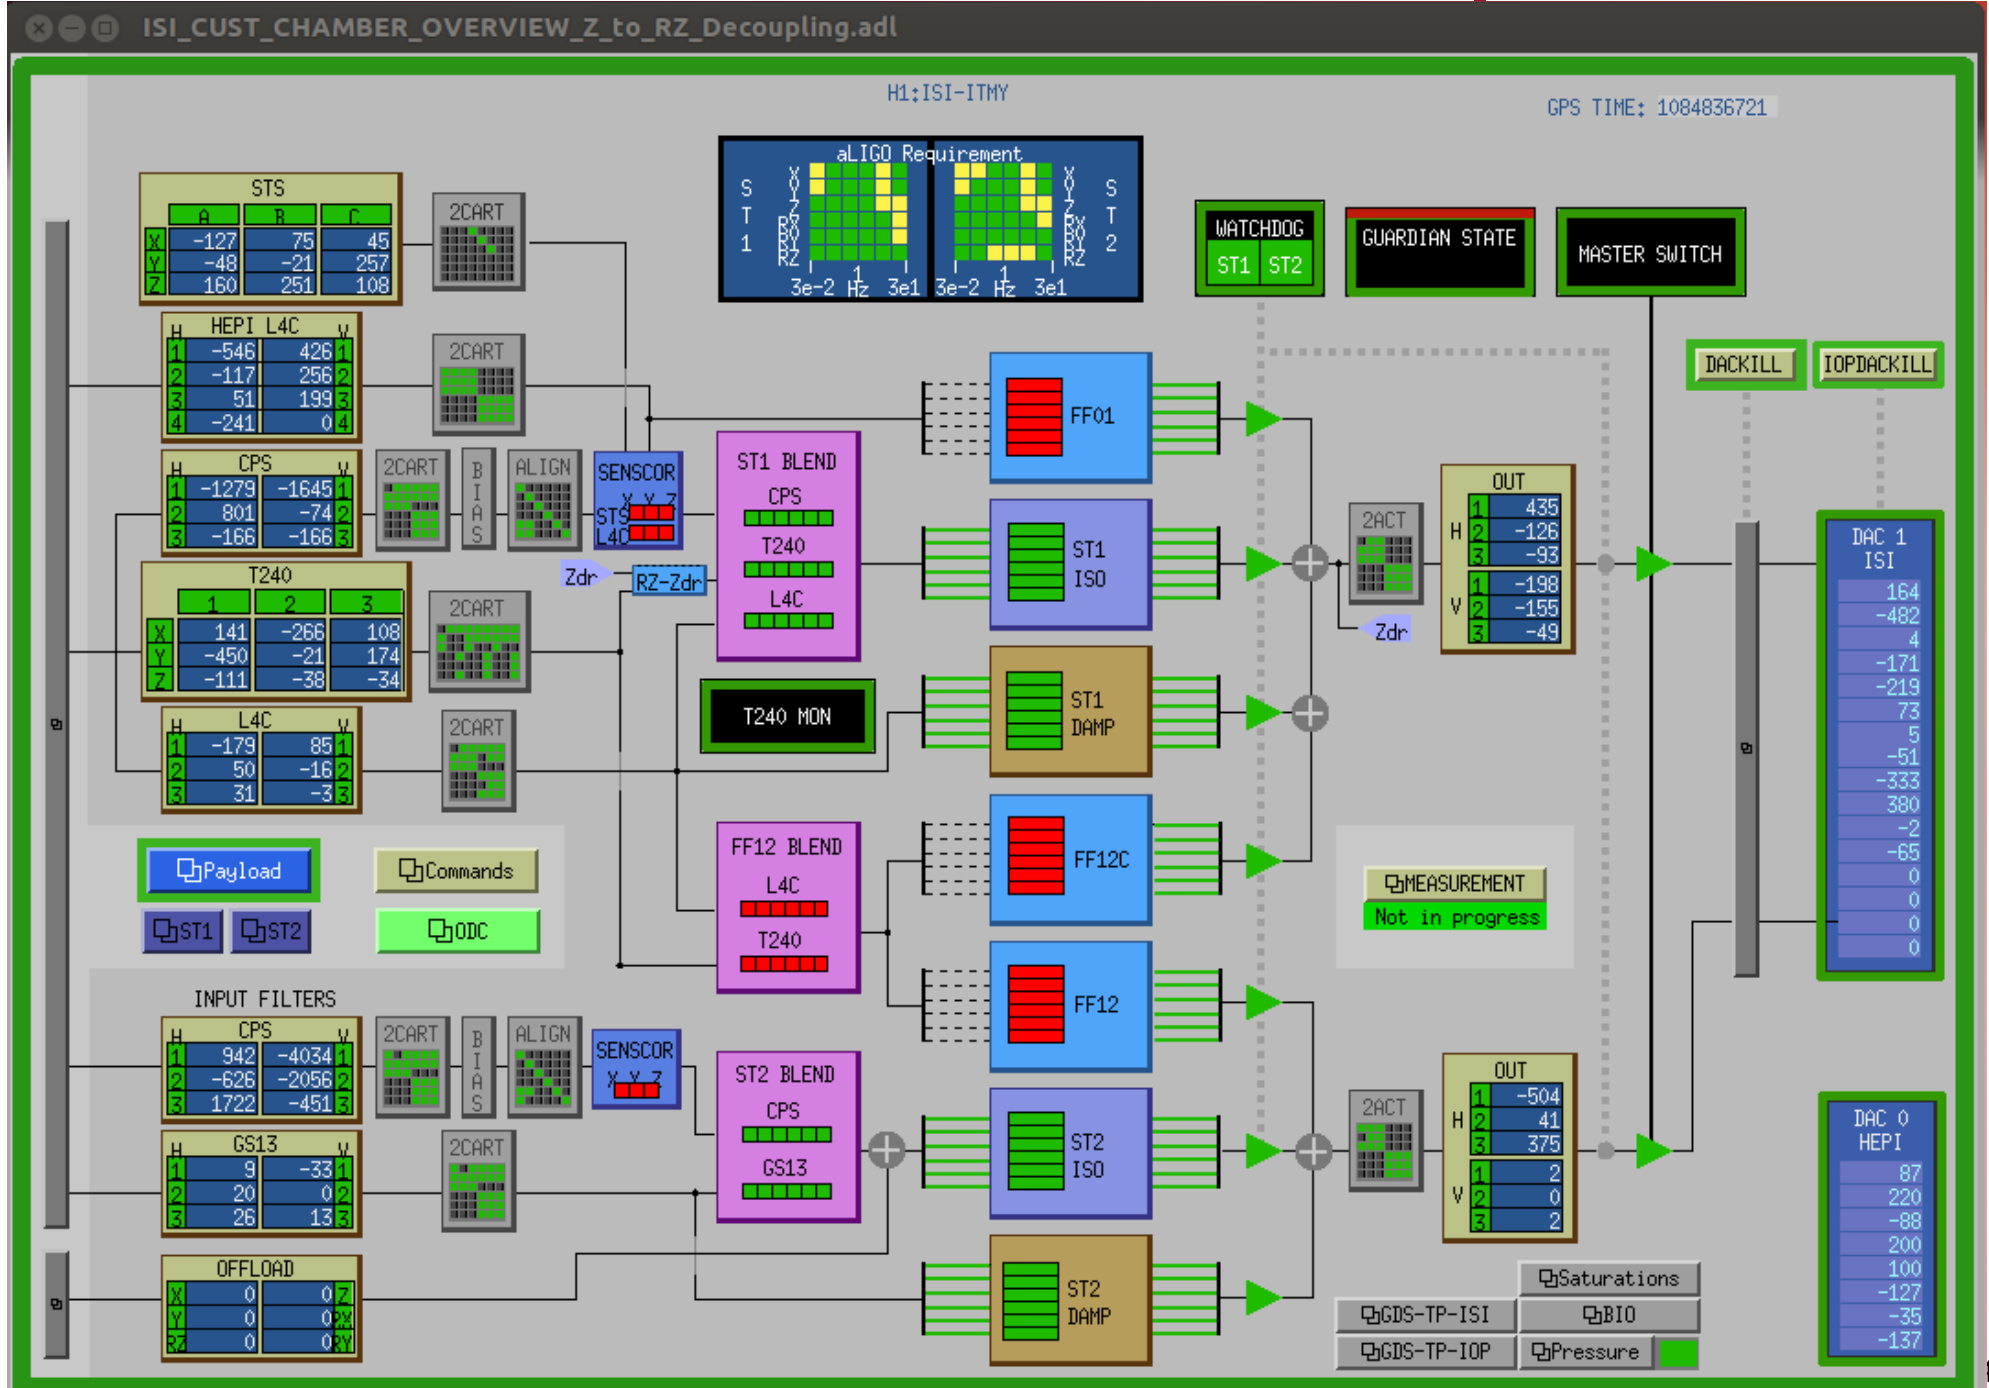 ISI_CUST_CHAMBER_OVERVIEW_Z_to_RZ_Decoupling.adl
H1:ISI-ITMY
GPS TIME: 1084836721
aLIGO Requirement
S T 1
X Y Z RX RY RZ
3e-2 1 Hz 3e1
3e-2 1 Hz 3e1
X Y Z RX RY RZ
S T 2
WATCHDOG
ST1 ST2
GUARDIAN STATE
MASTER SWITCH
DACKILL
IOPDACKILL
STS
A B C
X -127 75 45
Y -48 -21 257
Z 160 251 108
2CART
HEPI L4C
H V
1 -546 426 1
2 -117 256 2
3 51 199 3
4 -241 0 4
2CART
CPS
H V
1 -1279 -1645 1
2 801 -74 2
3 -166 -166 3
2CART
BIAS
ALIGN
SENSCOR
X Y Z
STS
L4C
T240
1 2 3
X 141 -266 108
Y -450 -21 174
Z -111 -38 -34
2CART
Zdr
RZ-Zdr
L4C
H V
1 -179 85 1
2 50 -16 2
3 31 -3 3
2CART
ST1 BLEND
CPS
T240
L4C
T240 MON
FF01
ST1
ISO
ST1
DAMP
FF12 BLEND
L4C
T240
FF12C
FF12
2ACT
Zdr
OUT
H
1 435
2 -126
3 -93
V
1 -198
2 -155
3 -49
DAC 1
ISI
164
-482
4
-171
-219
73
5
-51
-333
380
-2
-65
0
0
0
0
Payload
Commands
ST1
ST2
ODC
MEASUREMENT
Not in progress
INPUT FILTERS
CPS
H V
1 942 -4034 1
2 -626 -2056 2
3 1722 -451 3
2CART
BIAS
ALIGN
SENSCOR
X Y Z
GS13
H V
1 9 -33 1
2 20 0 2
3 26 13 3
2CART
OFFLOAD
X 0 0 Z
Y 0 0 RX
RZ 0 0 RY
ST2 BLEND
CPS
GS13
ST2
ISO
ST2
DAMP
2ACT
OUT
H
1 -504
2 41
3 375
V
1 2
2 0
3 2
DAC 0
HEPI
87
220
-88
200
100
-127
-35
-137
Saturations
GDS-TP-ISI
BIO
GDS-TP-IOP
Pressure